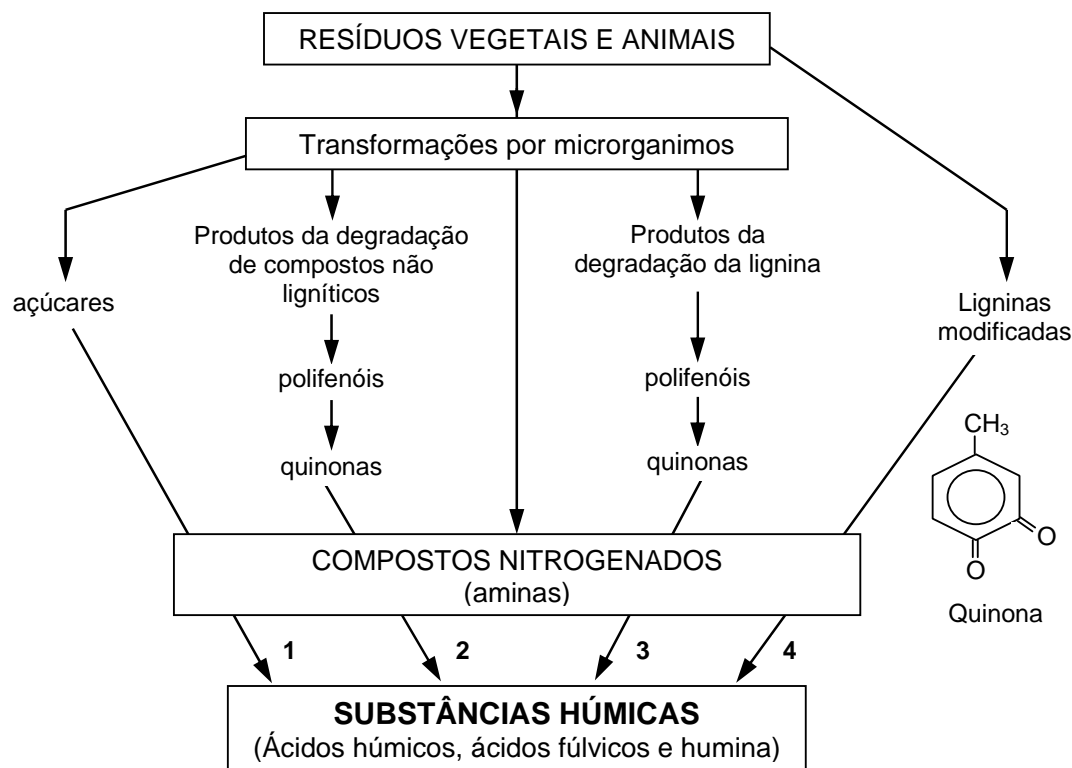 RESÍDUOS VEGETAIS E ANIMAIS
Transformações por microrganimos
Produtos da degradação
de compostos não
ligníticos
Produtos da
degradação da lignina
açúcares
Ligninas
modificadas
polifenóis
polifenóis
quinonas
quinonas
CH₃
O
O
Quinona
COMPOSTOS NITROGENADOS
(aminas)
1
2
3
4
SUBSTÂNCIAS HÚMICAS
(Ácidos húmicos, ácidos fúlvicos e humina)